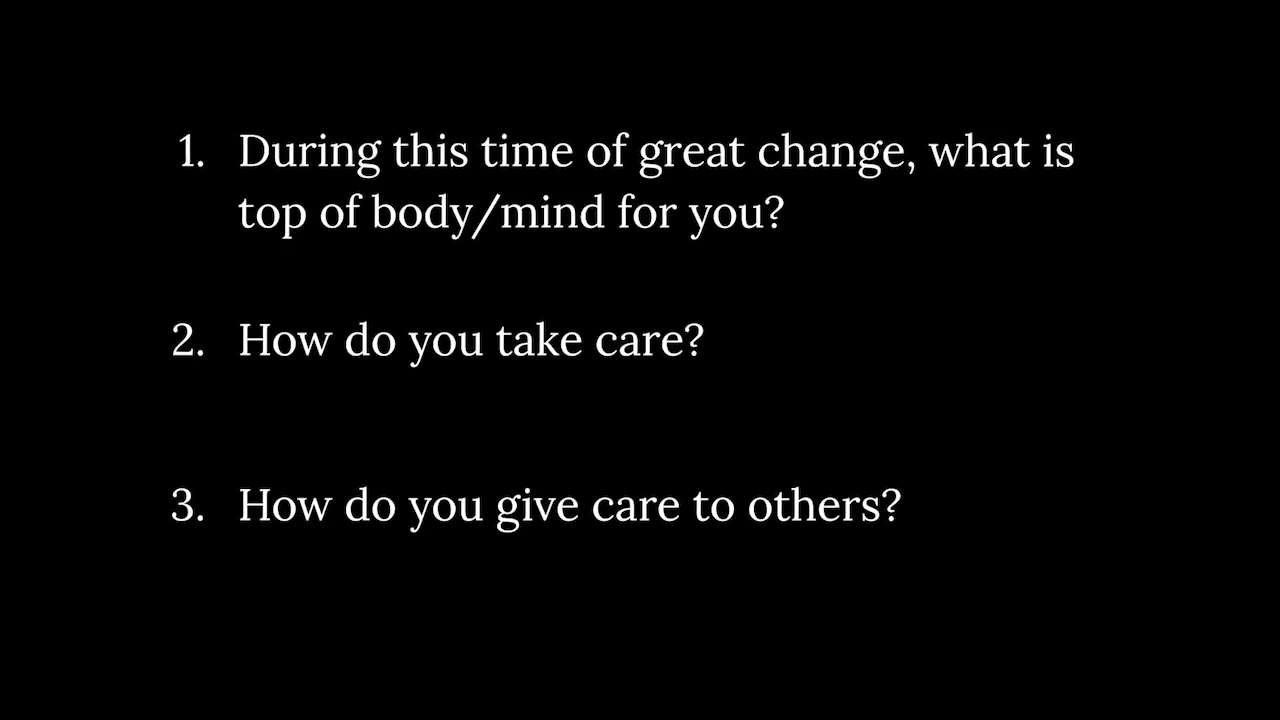 1. During this time of great change, what is
top of body/mind for you?
2. How do you take care?
3. How do you give care to others?